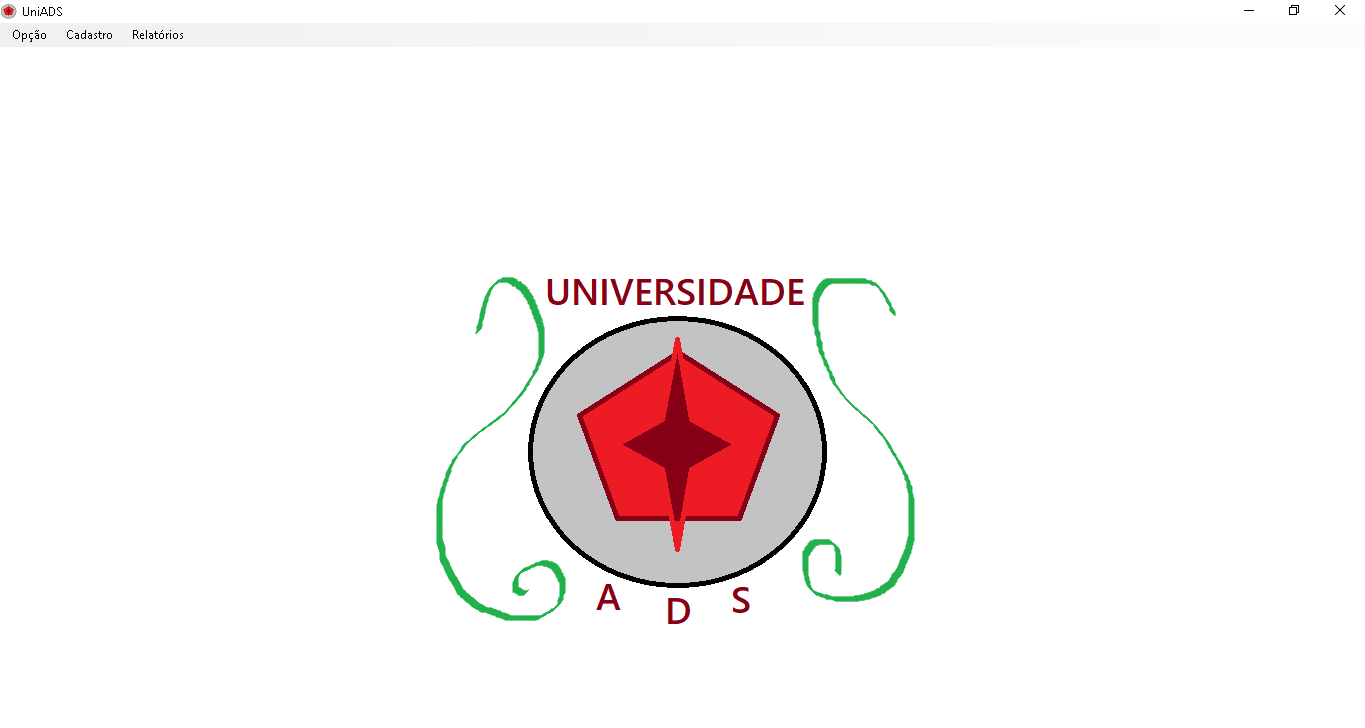 UniADS
Opção Cadastro Relatórios
UNIVERSIDADE
A D S